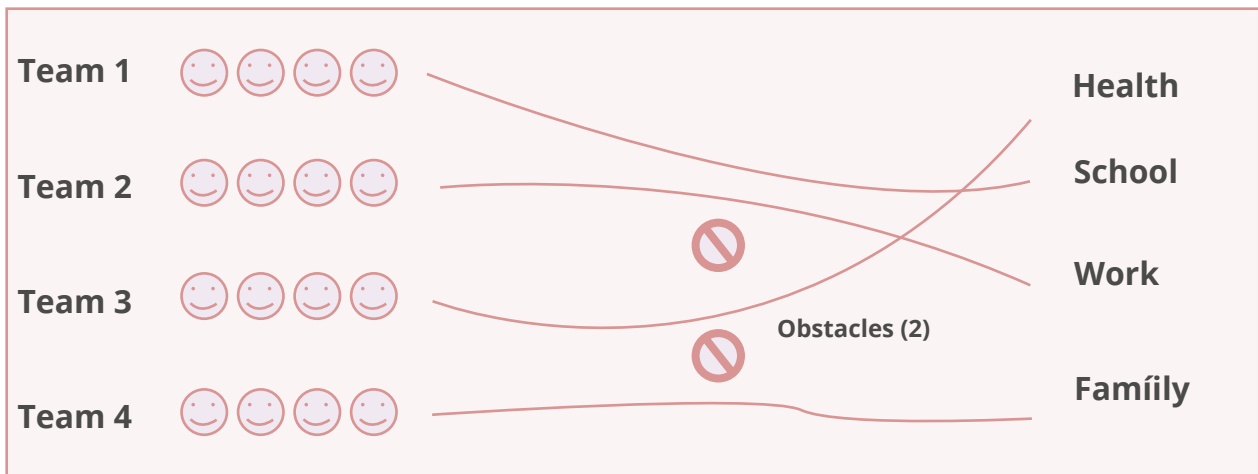 Team 1
Health
School
Team 2
Work
Team 3
Obstacles (2)
Famíily
Team 4